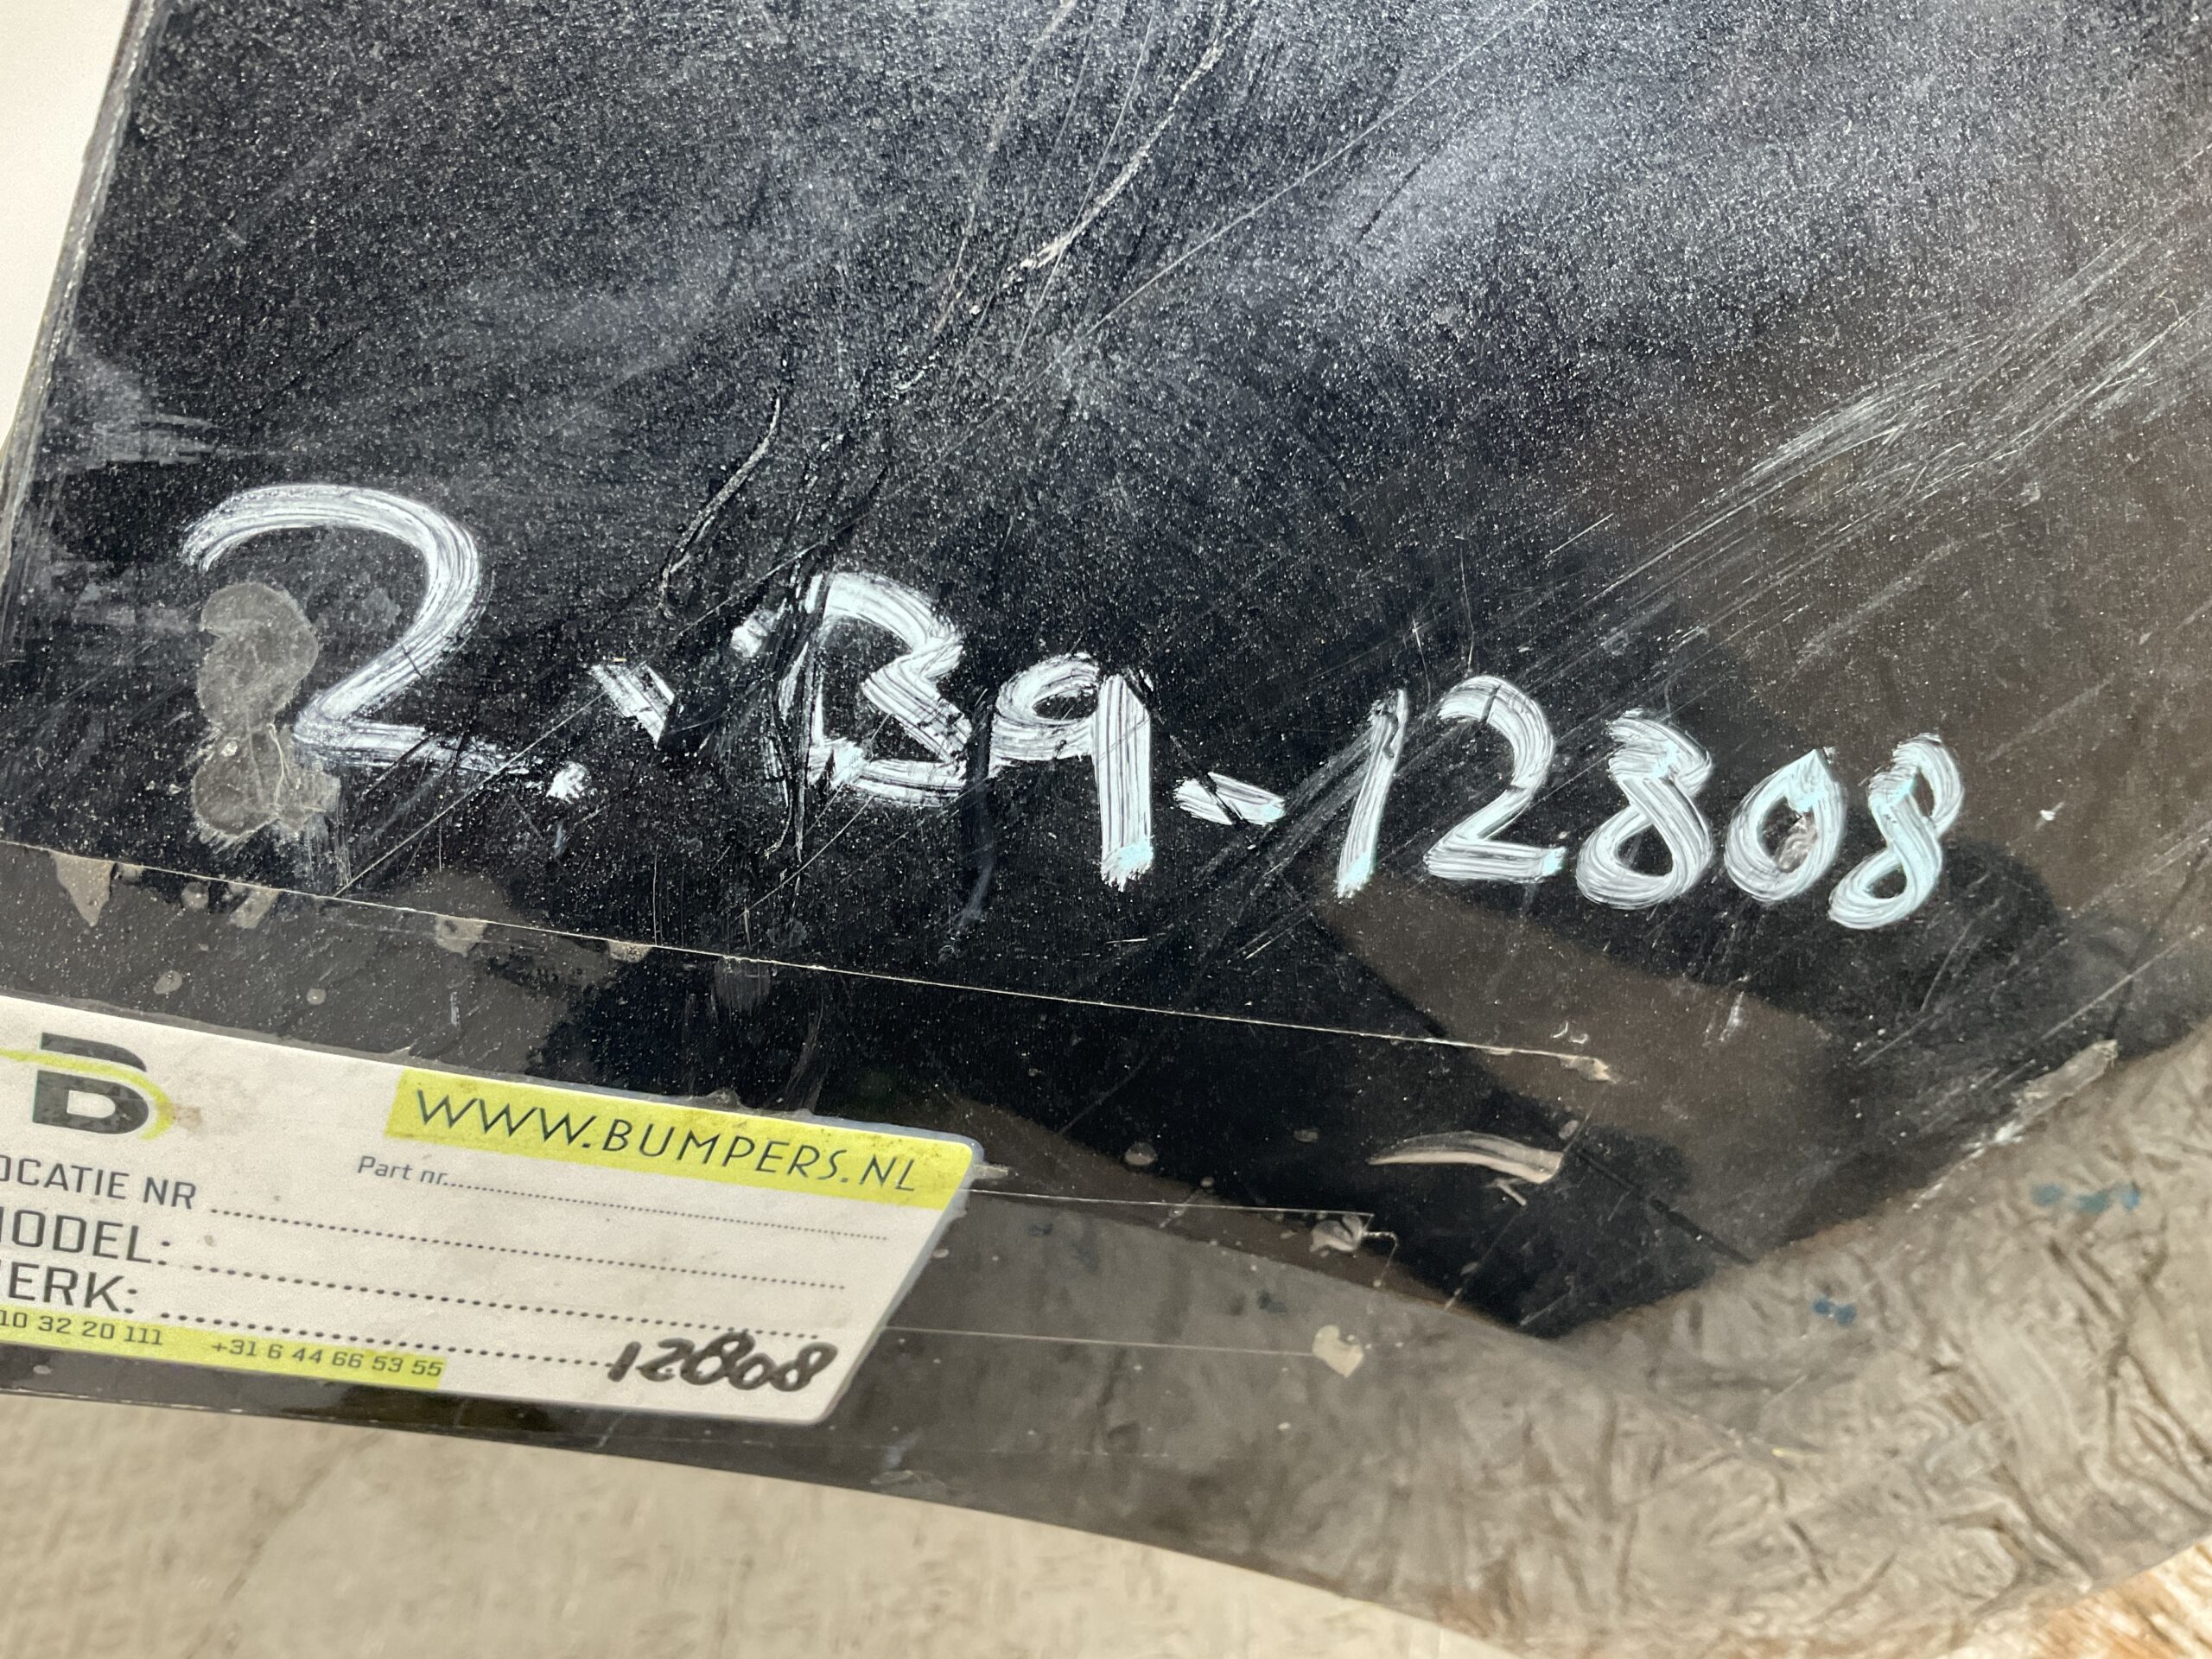 2.-B9-12808
B
WWW.BUMPERS.NL
Part nr.
OCATIE NR
MODEL:
ERK:
10 32 20 111 +31 6 44 66 53 55
12808